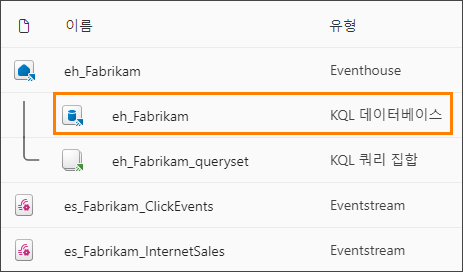 이름 유형
eh_Fabrikam Eventhouse
eh_Fabrikam KQL 데이터베이스
eh_Fabrikam_queryset KQL 쿼리 집합
es_Fabrikam_ClickEvents Eventstream
es_Fabrikam_InternetSales Eventstream